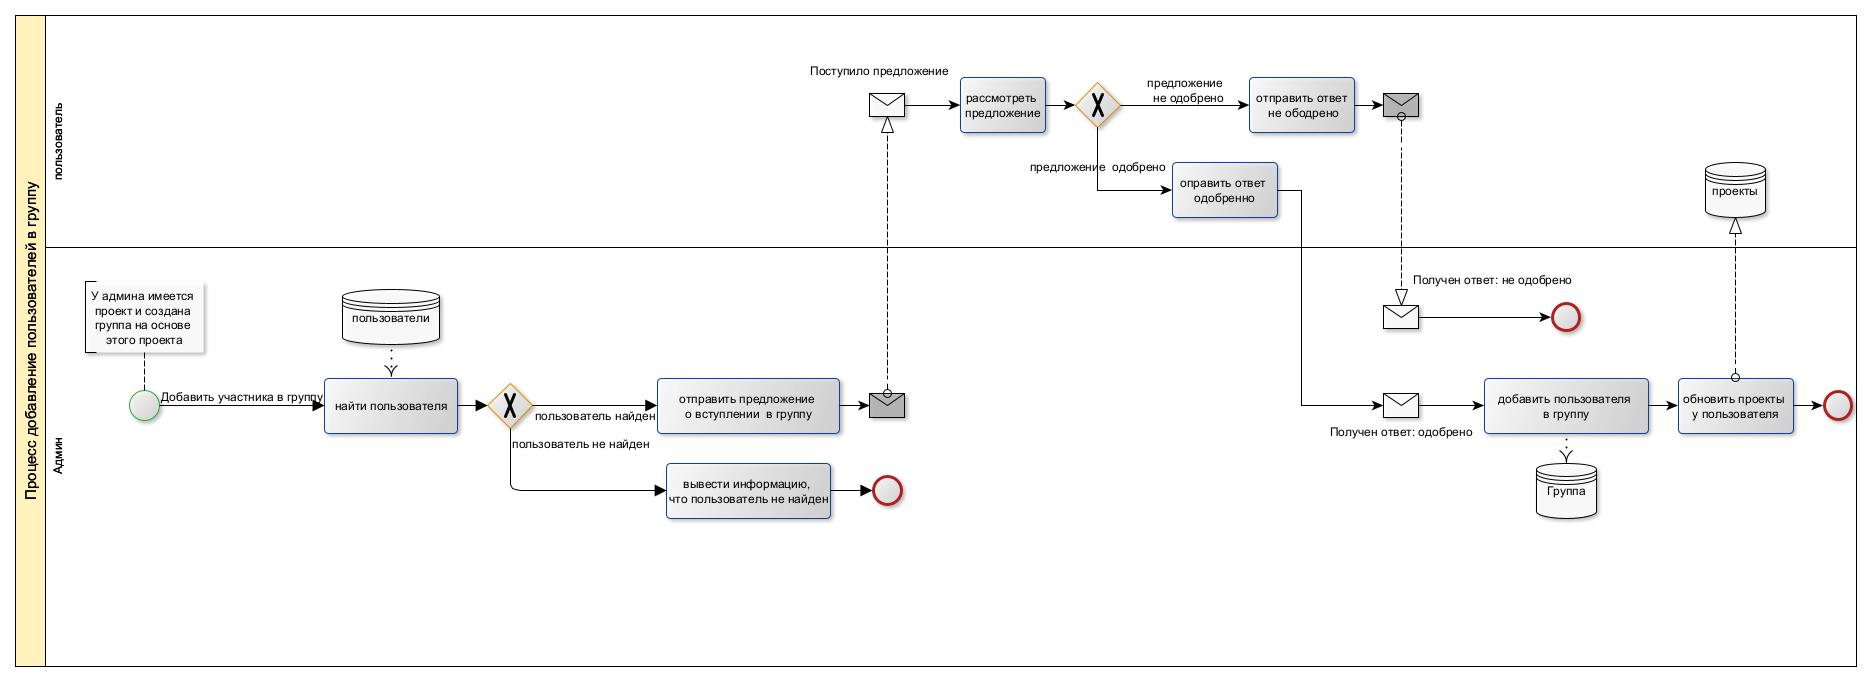 Процесс добавление пользователей в группу
пользователь
Поступило предложение
рассмотреть
предложение
предложение
не одобрено
отправить ответ
не ободрено
предложение одобрено
оправить ответ
одобренно
проекты
Админ
У админа имеется
проект и создана
группа на основе
этого проекта
Добавить участника в группу
пользователи
найти пользователя
пользователь найден
пользователь не найден
отправить предложение
о вступлении в группу
вывести информацию,
что пользователь не найден
Получен ответ: не одобрено
Получен ответ: одобрено
добавить пользователя
в группу
Группа
обновить проекты
у пользователя